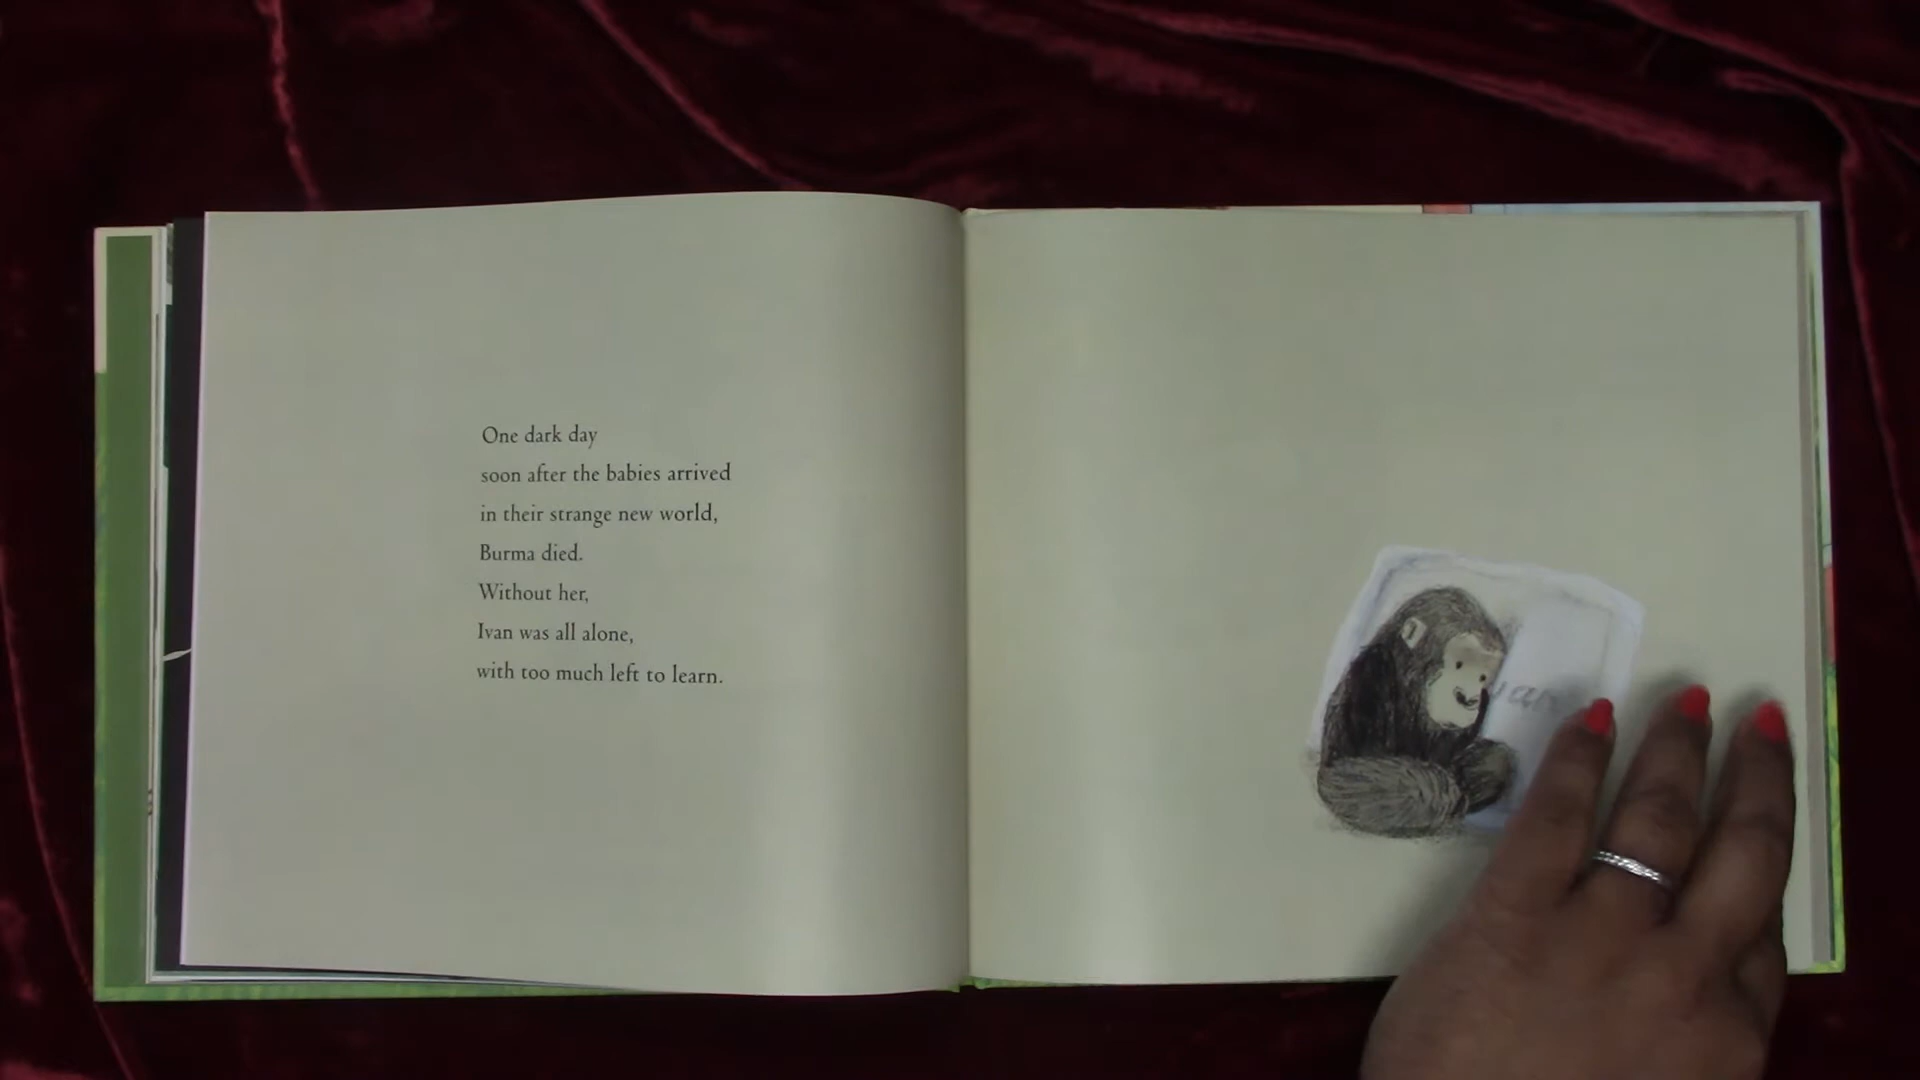 One dark day
soon after the babies arrived
in their strange new world,
Burma died.
Without her,
Ivan was all alone,
with too much left to learn.